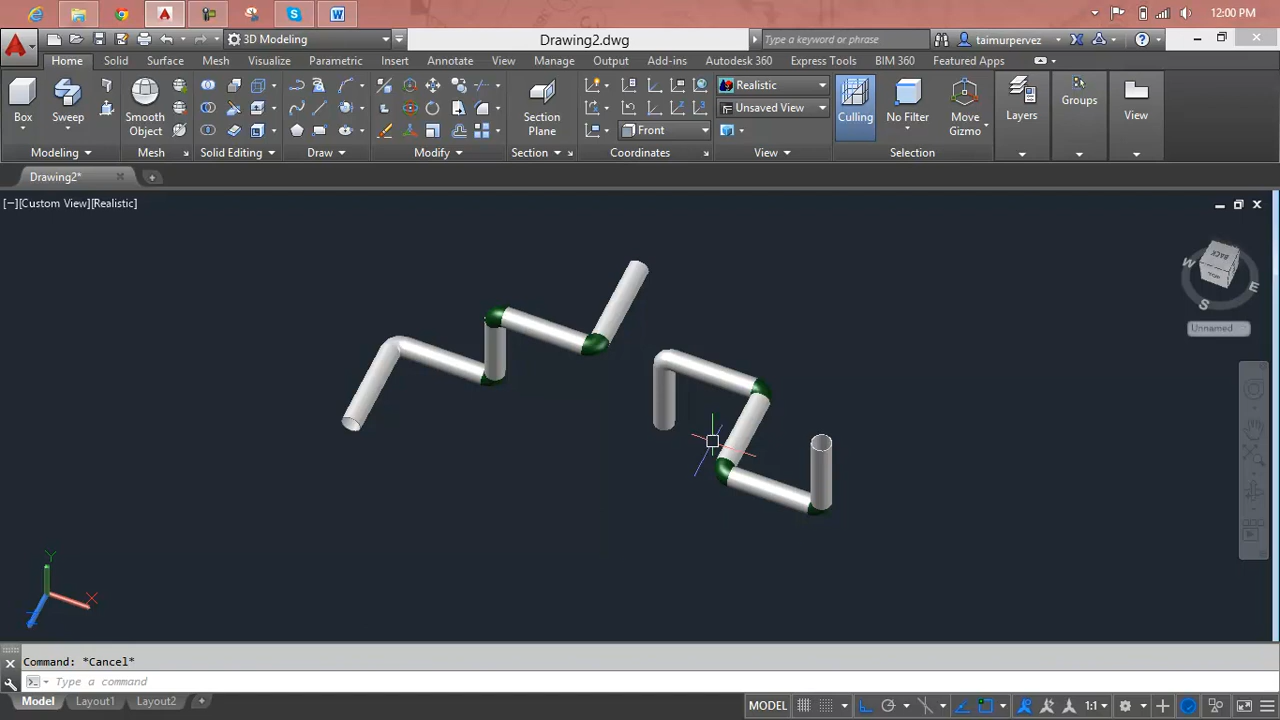 12:00 PM
3D Modeling
Drawing2.dwg
Type a keyword or phrase
taimurpervez
Home Solid Surface Mesh Visualize Parametric Insert Annotate View Manage Output Add-ins Autodesk 360 Express Tools BIM 360 Featured Apps
Box
Sweep
Smooth
Object
Section
Plane
Realistic
Unsaved View
Front
Culling
No Filter
Move
Gizmo
Layers
Groups
View
Modeling Mesh Solid Editing Draw Modify Section Coordinates View Selection
Drawing2*
[−][Custom View][Realistic]
BACK
W
E
S
Unnamed
Y
X
Command: *Cancel*
Type a command
Model Layout1 Layout2
MODEL
1:1